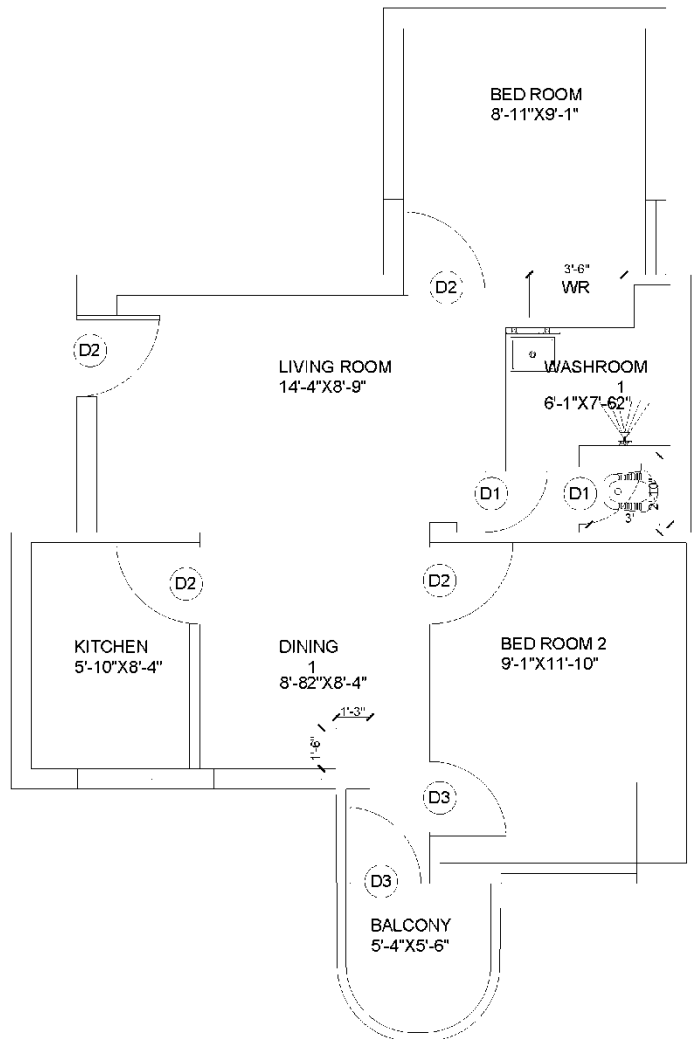 BED ROOM
8'-11"X9'-1"
3'-6"
WR
D2
D2
LIVING ROOM
14'-4"X8'-9"
WASHROOM
1
6'-1"X7'-62"
D1
D1
2'-10"
3'
D2
D2
KITCHEN
5'-10"X8'-4"
DINING
1
8'-82"X8'-4"
BED ROOM 2
9'-1"X11'-10"
1'-3"
1'-6"
D3
D3
BALCONY
5'-4"X5'-6"